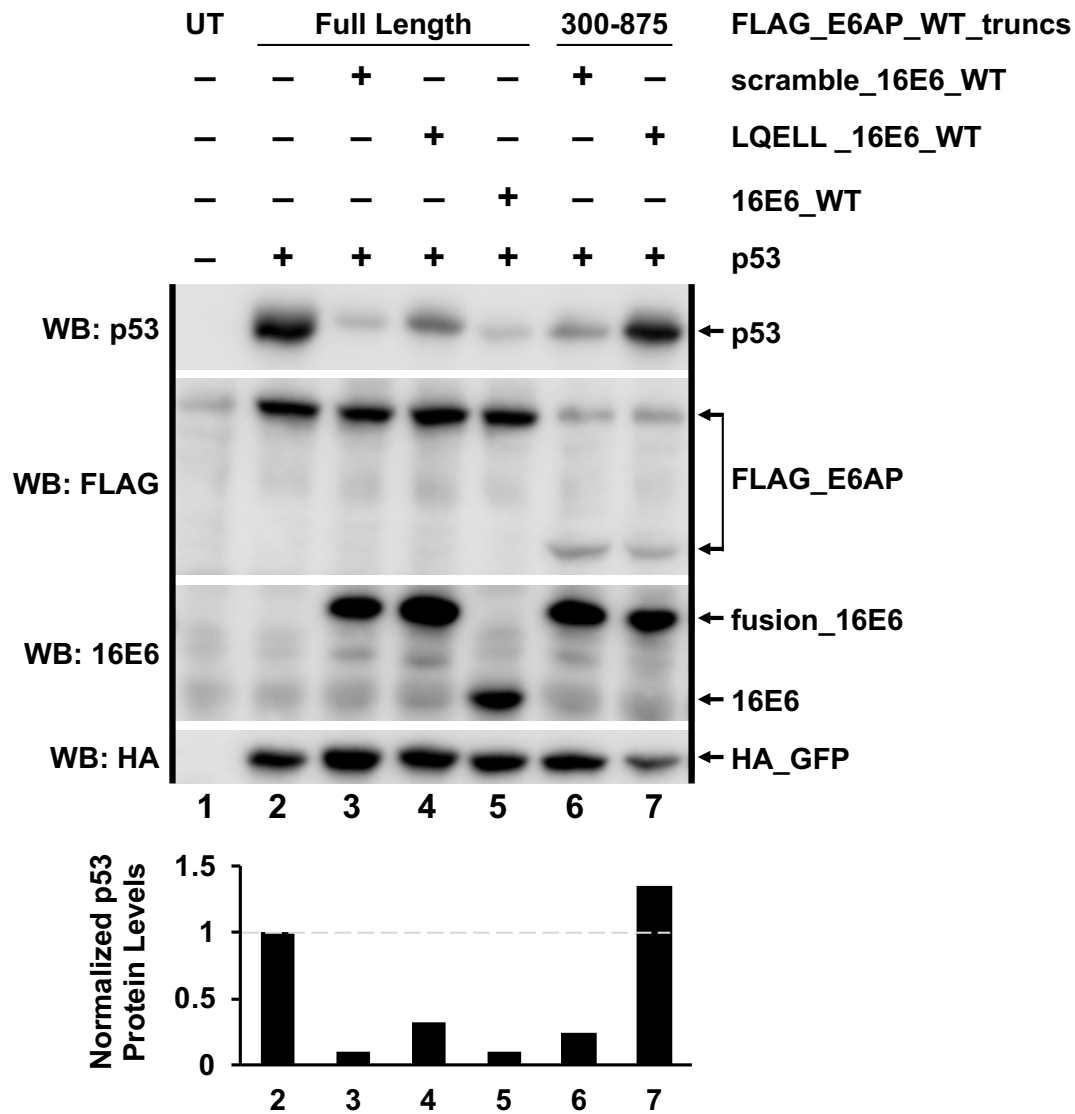 UT Full Length 300-875 FLAG_E6AP_WT_truncs
– – + – – + – scramble_16E6_WT
– – – + – – + LQELL _16E6_WT
– – – – + – – 16E6_WT
– + + + + + + p53
WB: p53 p53
WB: FLAG FLAG_E6AP
WB: 16E6 fusion_16E6
16E6
WB: HA HA_GFP
1 2 3 4 5 6 7
Normalized p53
Protein Levels
1.5
1
0.5
0
2 3 4 5 6 7